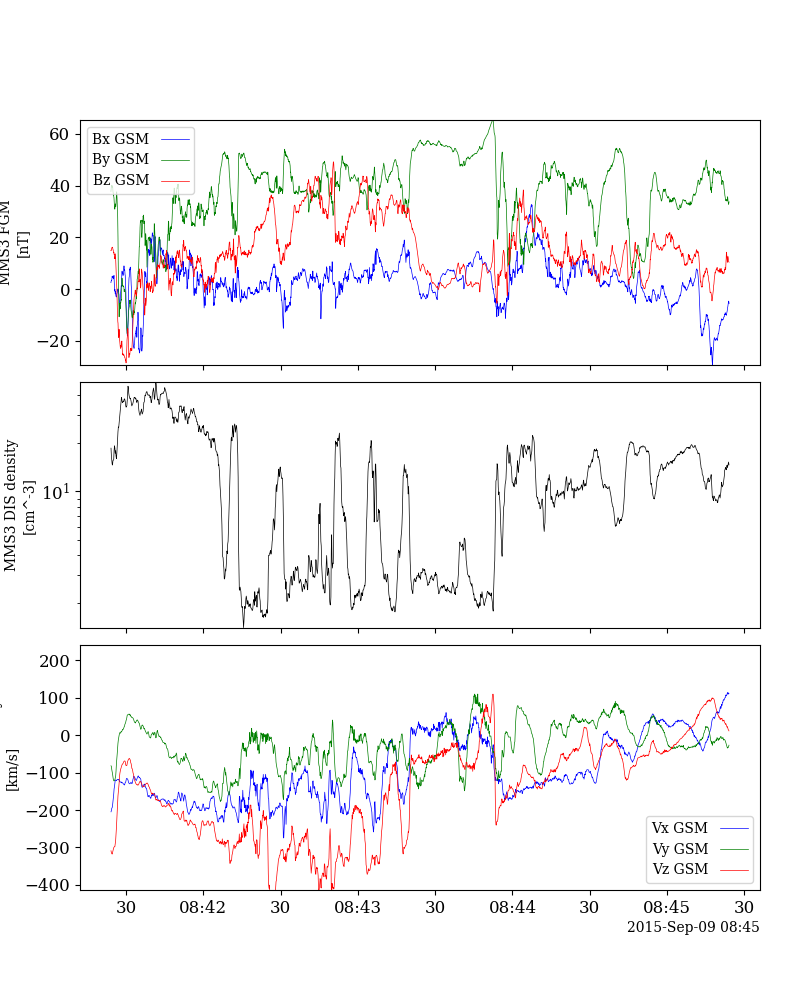 60
40
20
0
−20
MMS3 FGM
[nT]
Bx GSM
By GSM
Bz GSM
10^1
MMS3 DIS density
[cm^-3]
200
100
0
−100
−200
−300
−400
[km/s]
Vx GSM
Vy GSM
Vz GSM
30 08:42 30 08:43 30 08:44 30 08:45 30
2015-Sep-09 08:45